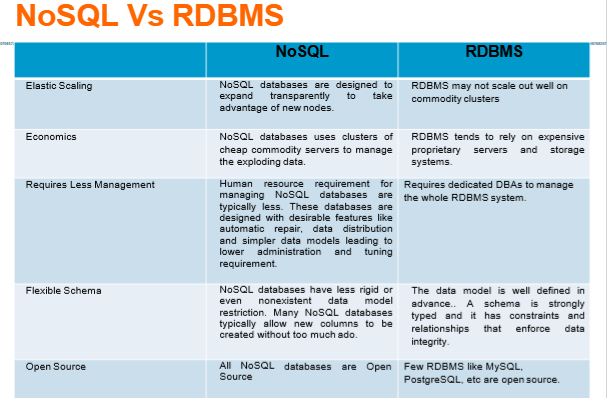 NoSQL Vs RDBMS
NoSQL
RDBMS
Elastic Scaling
NoSQL databases are designed to
expand transparently to take
advantage of new nodes.
RDBMS may not scale out well on
commodity clusters
Economics
NoSQL databases uses clusters of
cheap commodity servers to manage
the exploding data.
RDBMS tends to rely on expensive
proprietary servers and storage
systems.
Requires Less Management
Human resource requirement for
managing NoSQL databases are
typically less. These databases are
designed with desirable features like
automatic repair, data distribution
and simpler data models leading to
lower administration and tuning
requirement.
Requires dedicated DBAs to manage
the whole RDBMS system.
Flexible Schema
NoSQL databases have less rigid or
even nonexistent data model
restriction. Many NoSQL databases
typically allow new columns to be
created without too much ado.
The data model is well defined in
advance.. A schema is strongly
typed and it has constraints and
relationships that enforce data
integrity.
Open Source
All NoSQL databases are Open
Source
Few RDBMS like MySQL,
PostgreSQL, etc are open source.